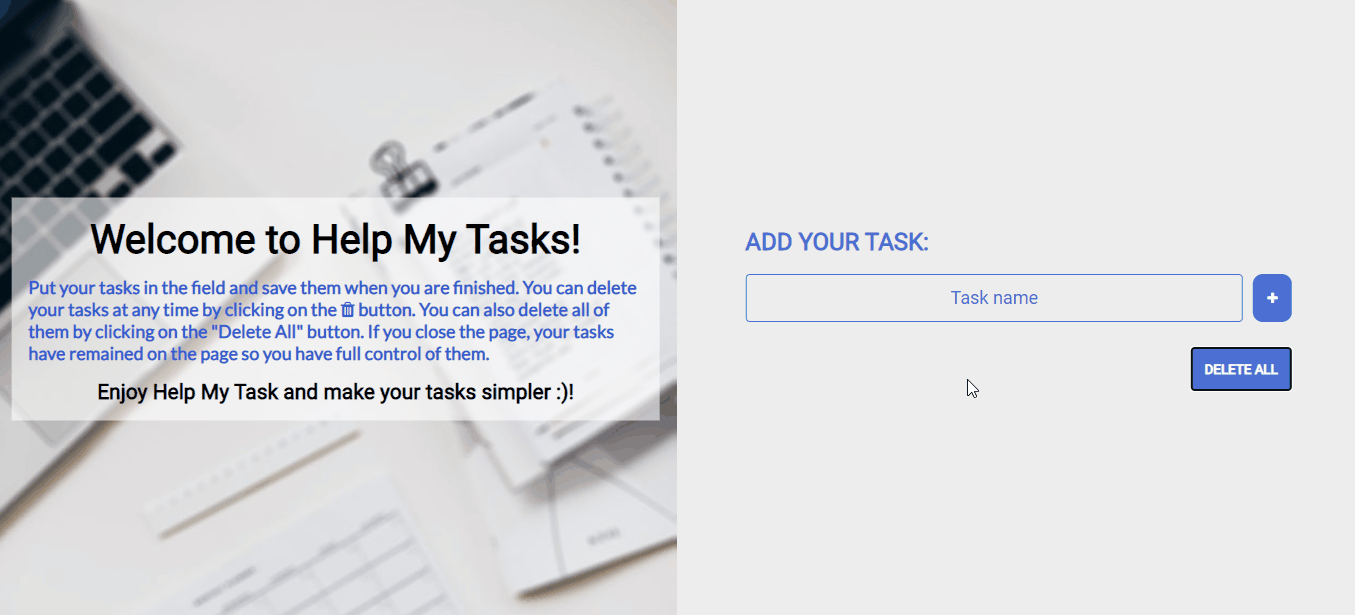 Welcome to Help My Tasks!
Put your tasks in the field and save them when you are finished. You can delete
your tasks at any time by clicking on the button. You can also delete all of
them by clicking on the "Delete All" button. If you close the page, your tasks
have remained on the page so you have full control of them.
Enjoy Help My Task and make your tasks simpler :)!
ADD YOUR TASK:
Task name
+
DELETE ALL